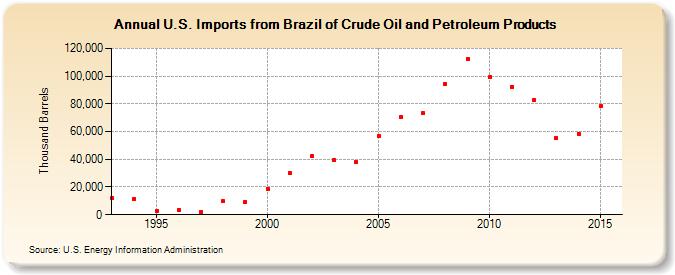 Annual U.S. Imports from Brazil of Crude Oil and Petroleum Products
Thousand Barrels
120,000
100,000
80,000
60,000
40,000
20,000
0
1995 2000 2005 2010 2015
Source: U.S. Energy Information Administration